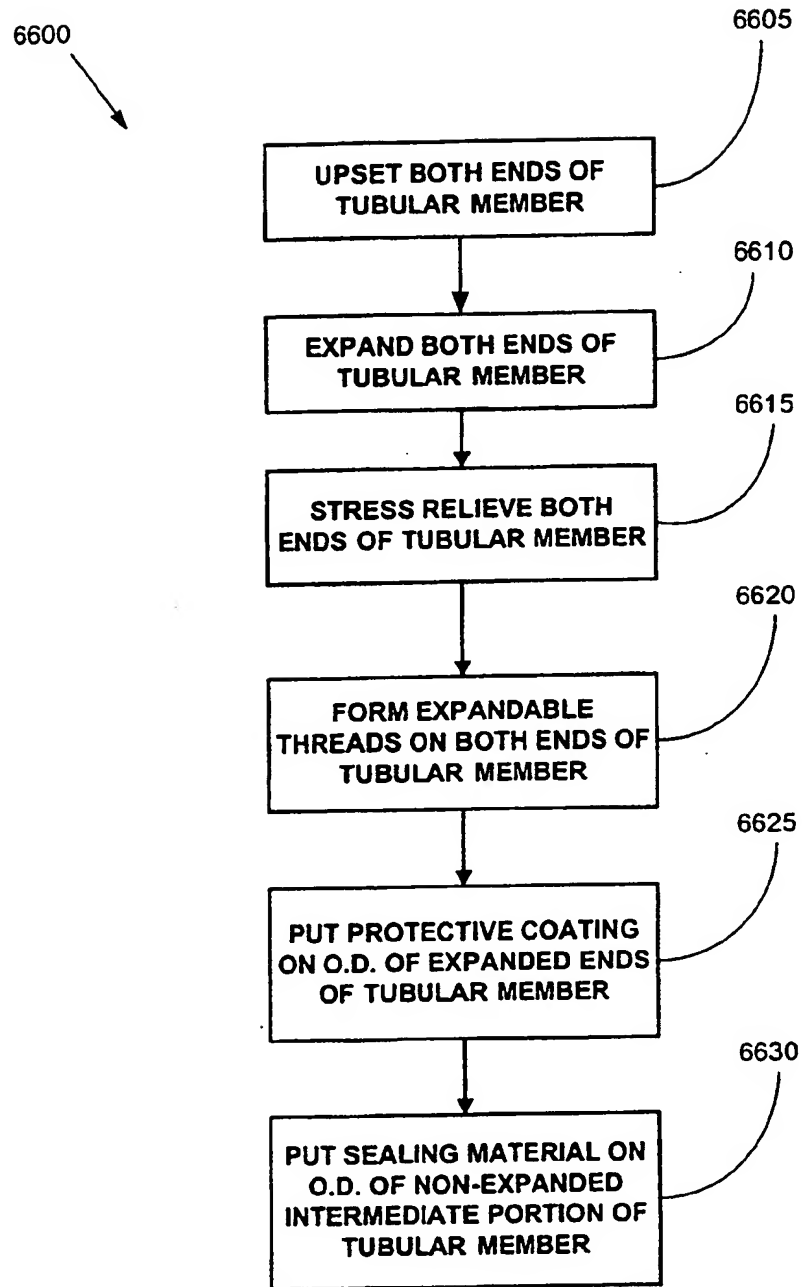 6600
6605
UPSET BOTH ENDS OF
TUBULAR MEMBER
6610
EXPAND BOTH ENDS OF
TUBULAR MEMBER
6615
STRESS RELIEVE BOTH
ENDS OF TUBULAR MEMBER
6620
FORM EXPANDABLE
THREADS ON BOTH ENDS OF
TUBULAR MEMBER
6625
PUT PROTECTIVE COATING
ON O.D. OF EXPANDED ENDS
OF TUBULAR MEMBER
6630
PUT SEALING MATERIAL ON
O.D. OF NON-EXPANDED
INTERMEDIATE PORTION OF
TUBULAR MEMBER